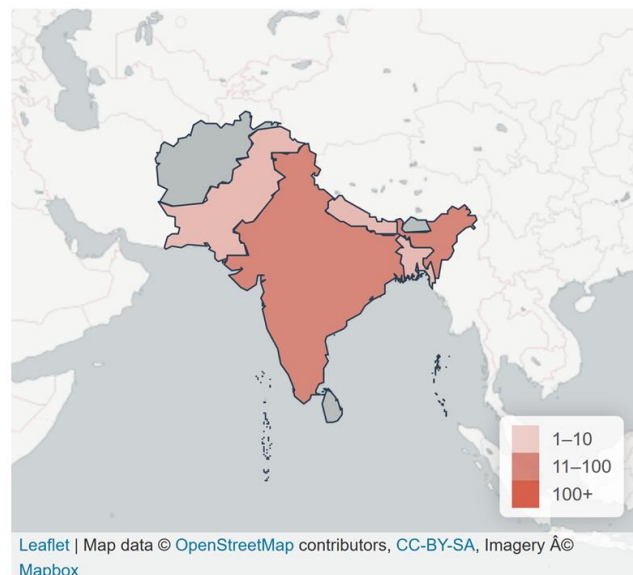 1–10
11–100
100+
Leaflet | Map data © OpenStreetMap contributors, CC-BY-SA, Imagery Â©
Mapbox